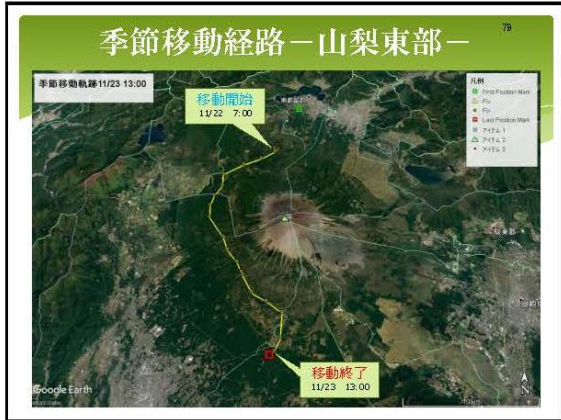 79
季節移動経路－山梨東部－
季節移動軌跡11/23 13:00
移動開始
11/22 7:00
凡例
First Position Mark
Fix
Fix
Last Position Mark
アイテム 1
アイテム 2
アイテム 3
移動終了
11/23 13:00
Google Earth
N